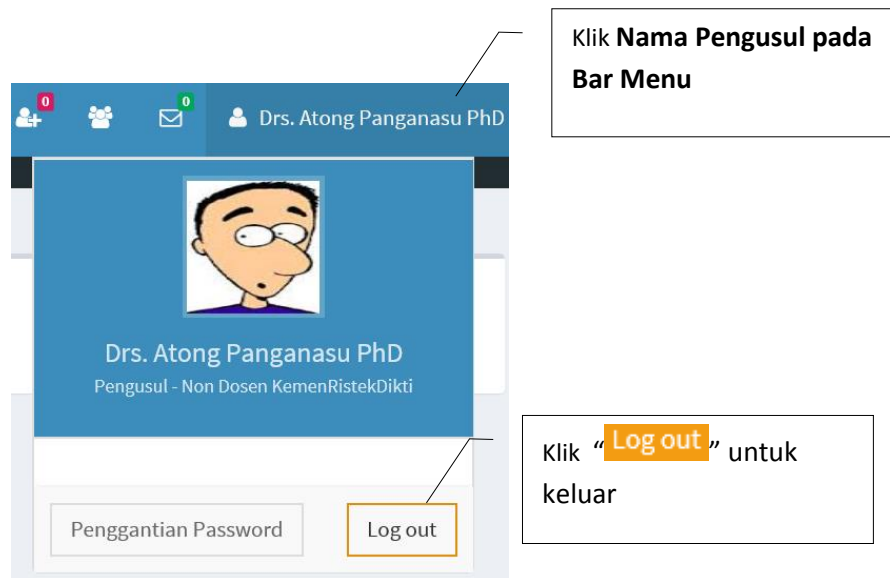 Klik Nama Pengusul pada
Bar Menu
0
0
Drs. Atong Panganasu PhD
Drs. Atong Panganasu PhD
Pengusul - Non Dosen KemenRistekDikti
Klik “Log out” untuk
keluar
Penggantian Password
Log out